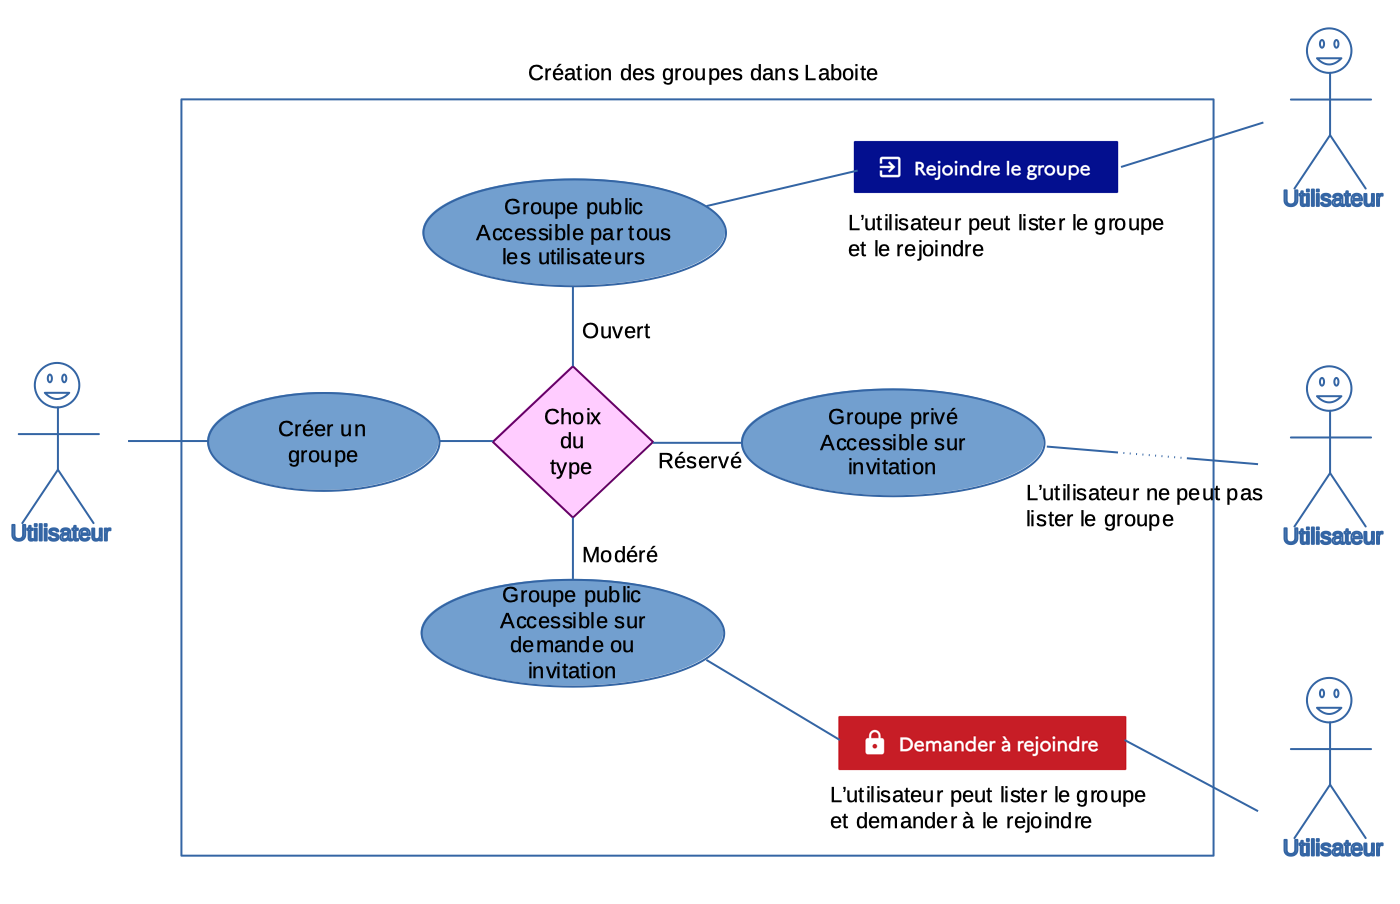 Création des groupes dans Laboite
Rejoindre le groupe
Utilisateur
Groupe public
Accessible par tous
les utilisateurs
L'utilisateur peut lister le groupe
et le rejoindre
Ouvert
Utilisateur
Créer un
groupe
Choix
du
type
Réservé
Groupe privé
Accessible sur
invitation
L'utilisateur ne peut pas
lister le groupe
Utilisateur
Modéré
Groupe public
Accessible sur
demande ou
invitation
Demander à rejoindre
L'utilisateur peut lister le groupe
et demander à le rejoindre
Utilisateur